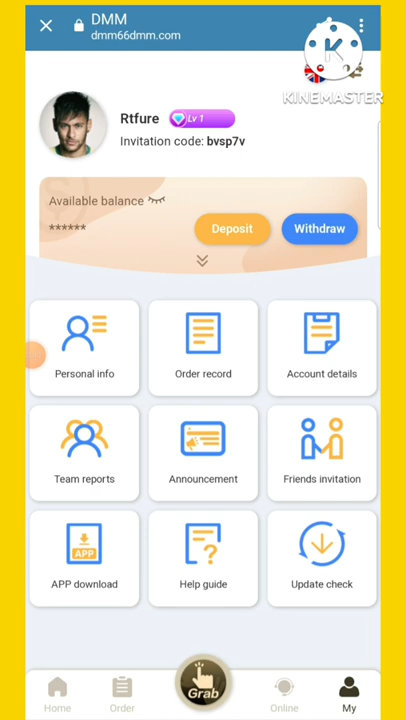 DMM
dmm66dmm.com
KINEMASTER
Rtfure
Lv 1
Invitation code: bvsp7v
Available balance
******
Deposit
Withdraw
Personal info
Order record
Account details
Team reports
Announcement
Friends invitation
APP
APP download
Help guide
Update check
Grab
Home
Order
Online
My